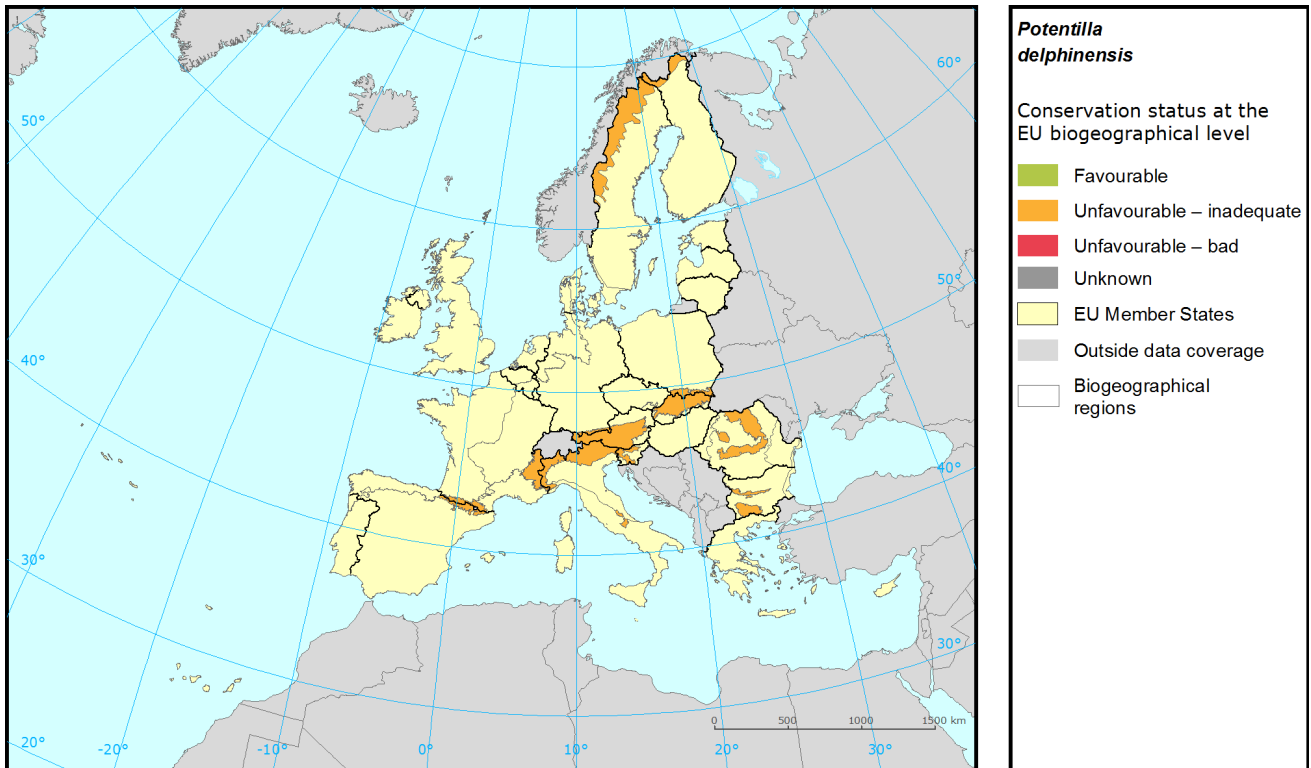 Potentilla
delphinensis
Conservation status at the
EU biogeographical level
Favourable
Unfavourable – inadequate
Unfavourable – bad
Unknown
EU Member States
Outside data coverage
Biogeographical
regions
60°
50°
50°
40°
40°
30°
30°
20°
-20°
-10°
0°
10°
20°
30°
0 500 1000 1500 km